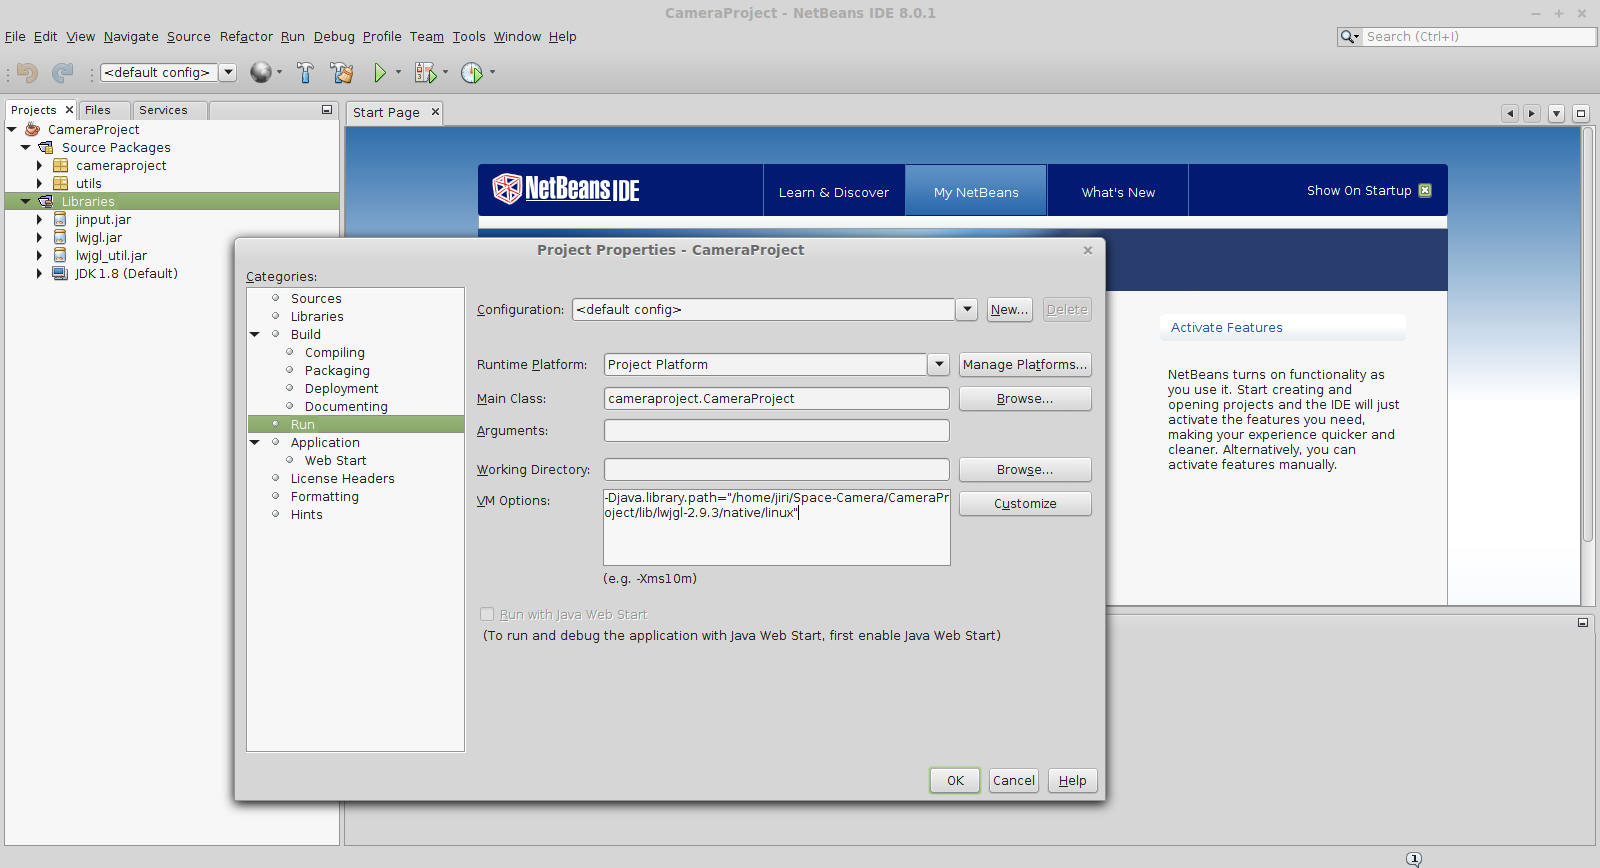 CameraProject - NetBeans IDE 8.0.1
File Edit View Navigate Source Refactor Run Debug Profile Team Tools Window Help
Search (Ctrl+I)
<default config>
Projects Files Services
Start Page
CameraProject
Source Packages
cameraproject
utils
Libraries
jinput.jar
lwjgl.jar
lwjgl_util.jar
JDK 1.8 (Default)
NetBeans IDE
Learn & Discover
My NetBeans
What's New
Show On Startup
Activate Features
NetBeans turns on functionality as
you use it. Start creating and
opening projects and the IDE will just
activate the features you need,
making your experience quicker and
cleaner. Alternatively, you can
activate features manually.
Project Properties - CameraProject
Categories:
Sources
Libraries
Build
Compiling
Packaging
Deployment
Documenting
Run
Application
Web Start
License Headers
Formatting
Hints
Configuration: <default config> New... Delete
Runtime Platform: Project Platform Manage Platforms...
Main Class: cameraproject.CameraProject Browse...
Arguments:
Working Directory: Browse...
VM Options: -Djava.library.path="/home/jiri/Space-Camera/CameraPr
oject/lib/lwjgl-2.9.3/native/linux"
Customize
(e.g. -Xms10m)
Run with Java Web Start
(To run and debug the application with Java Web Start, first enable Java Web Start)
OK Cancel Help
1